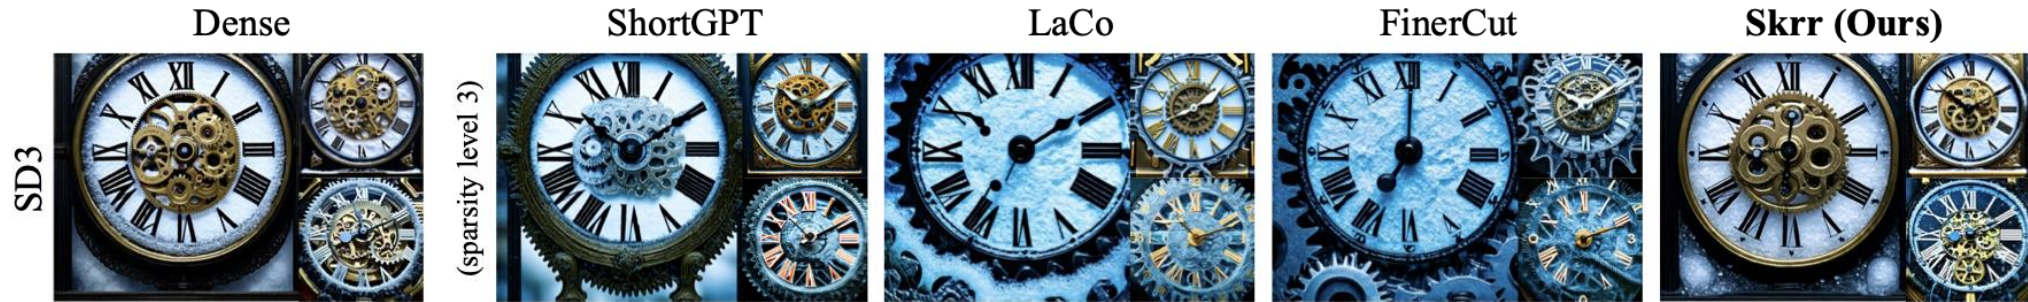 Dense
ShortGPT
LaCo
FinerCut
Skrr (Ours)
SD3
(sparsity level 3)